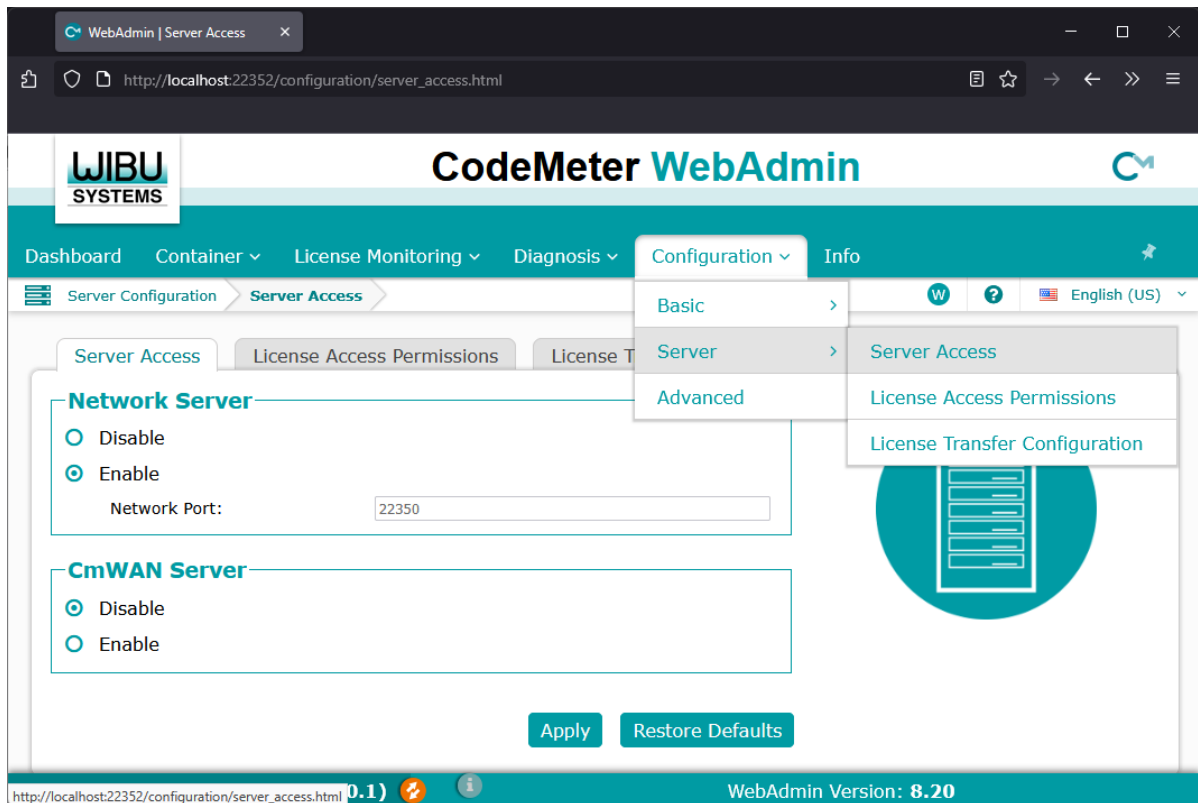 WebAdmin | Server Access
http://localhost:22352/configuration/server_access.html
WIBU
SYSTEMS
CodeMeter WebAdmin
Dashboard Container License Monitoring Diagnosis Configuration Info
Server Configuration Server Access
W ? English (US)
Basic
Server
Advanced
Server Access
License Access Permissions
License Transfer Configuration
Server Access License Access Permissions License T
Network Server
Disable
Enable
Network Port: 22350
CmWAN Server
Disable
Enable
Apply Restore Defaults
http://localhost:22352/configuration/server_access.html 0.1) WebAdmin Version: 8.20